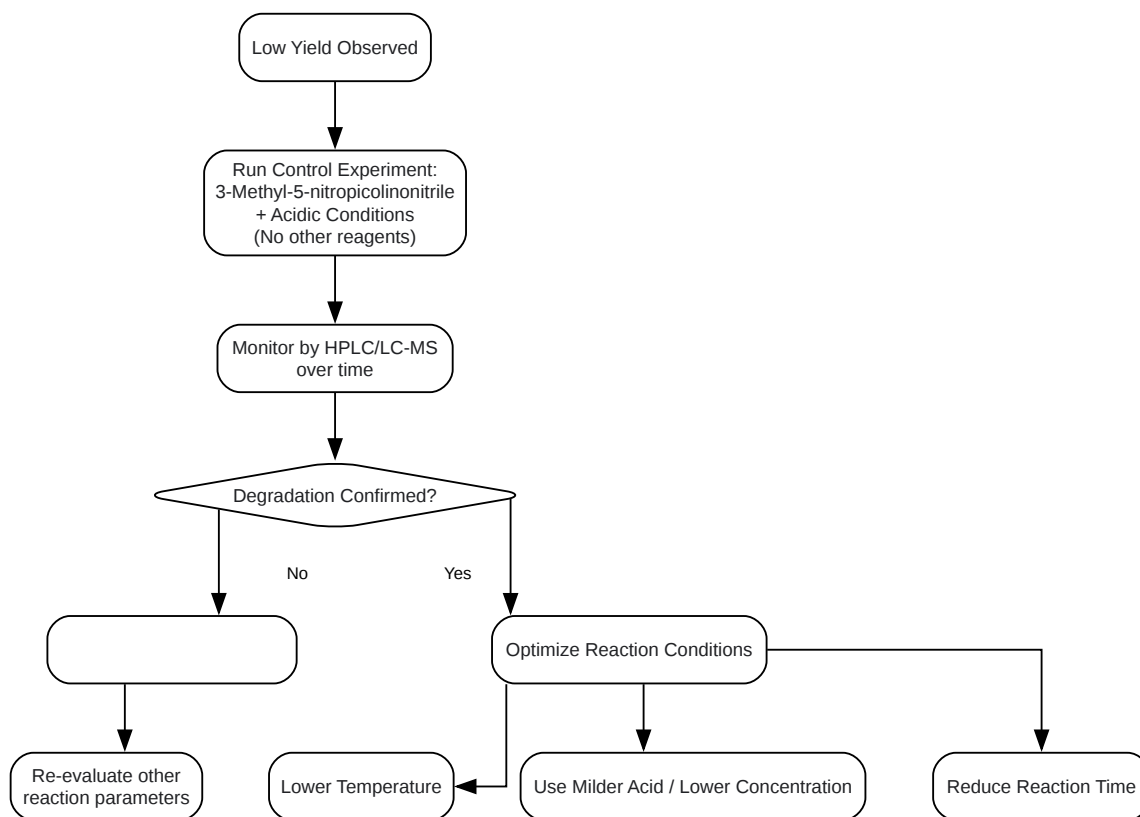 Low Yield Observed
Run Control Experiment:
3-Methyl-5-nitropicolinonitrile
+ Acidic Conditions
(No other reagents)
Monitor by HPLC/LC-MS
over time
Degradation Confirmed?
No
Yes
Optimize Reaction Conditions
Re-evaluate other
reaction parameters
Lower Temperature
Use Milder Acid / Lower Concentration
Reduce Reaction Time